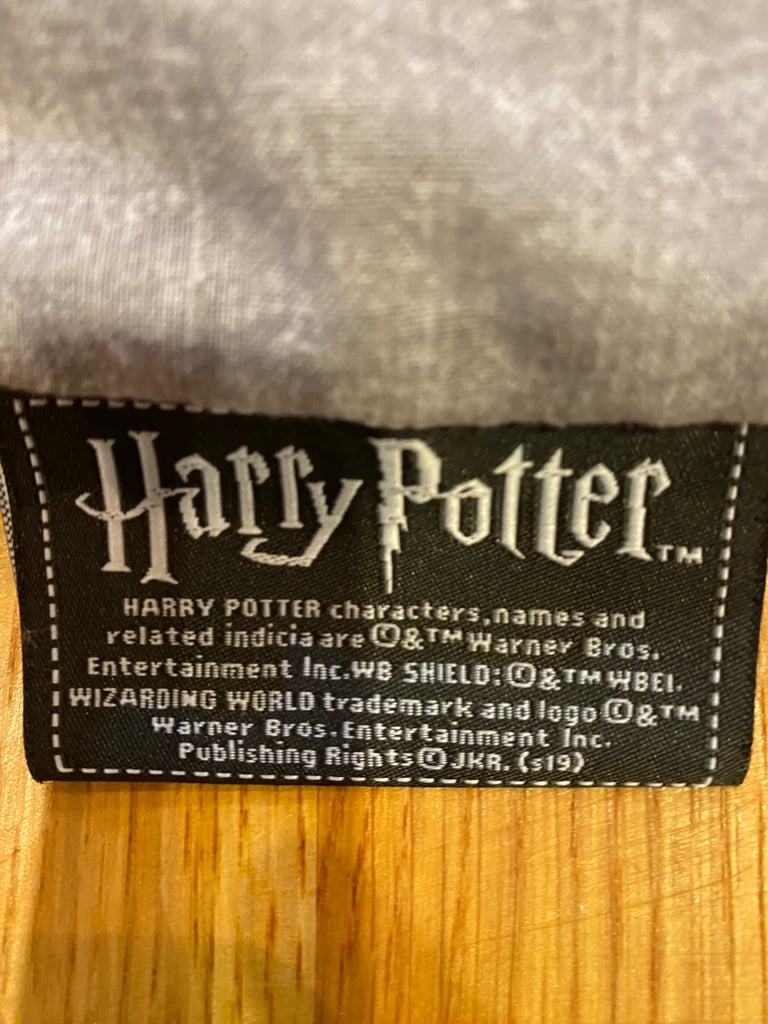 Harry Potter™
HARRY POTTER characters,names and
related indicia are ©&™ Warner Bros.
Entertainment Inc.WB SHIELD:©&™ WBEI.
WIZARDING WORLD trademark and logo ©&™
Warner Bros.Entertainment Inc.
Publishing Rights©JKR. (s19)